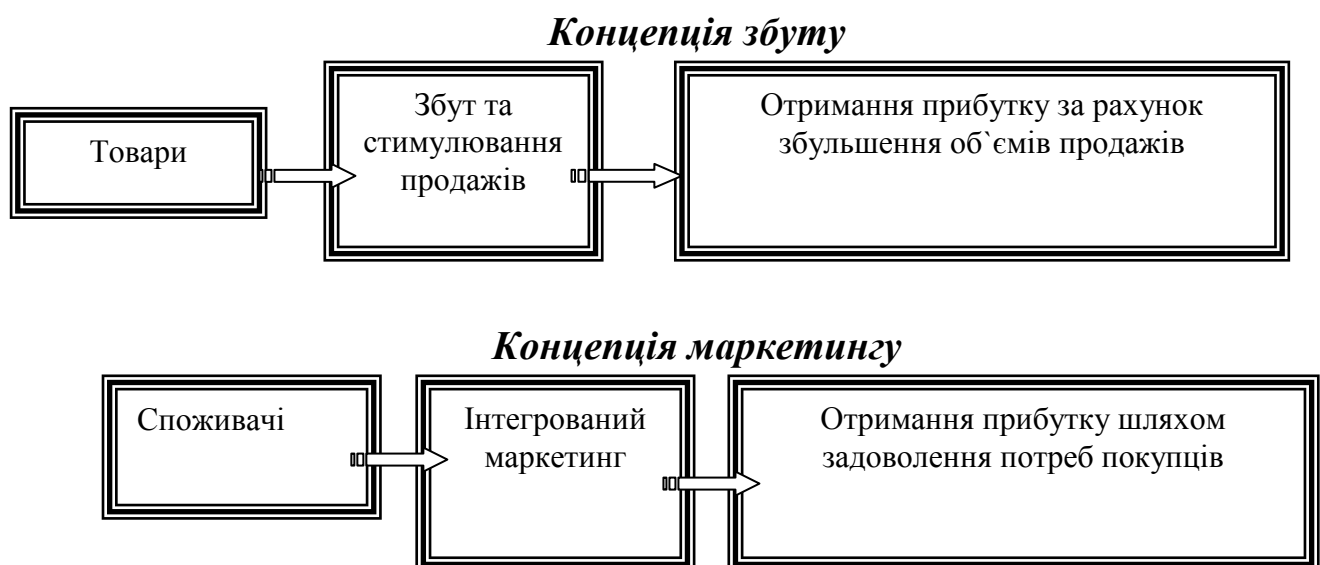 Концепція збуту
Товари
Збут та
стимулювання
продажів
Отримання прибутку за рахунок
збульшення об`ємів продажів
Концепція маркетингу
Споживачі
Інтегрований
маркетинг
Отримання прибутку шляхом
задоволення потреб покупців